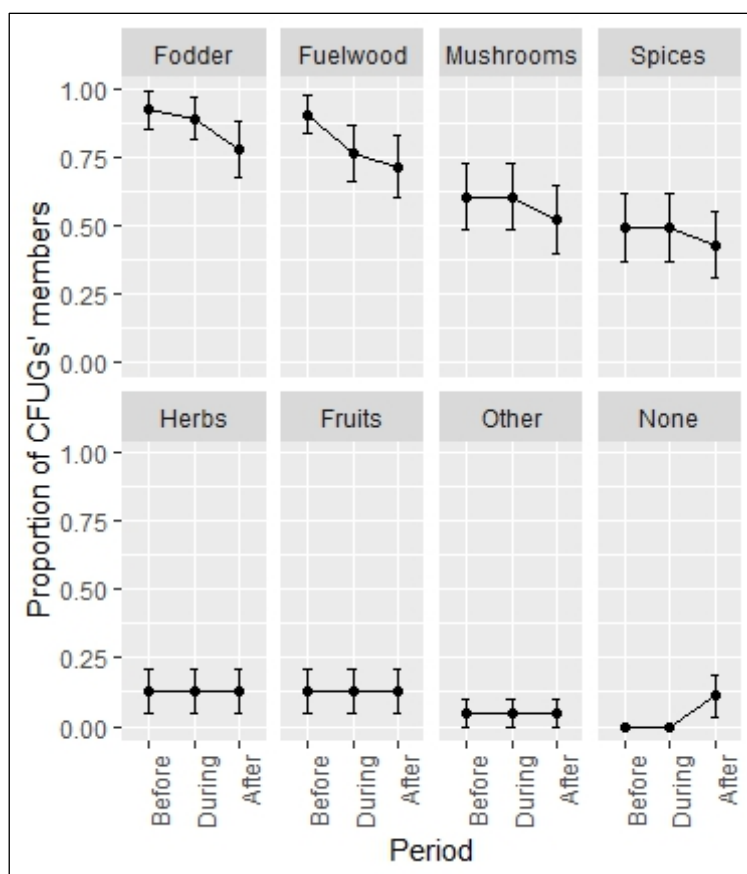 Fodder Fuelwood Mushrooms Spices
1.00
0.75
0.50
0.25
0.00
Herbs Fruits Other None
1.00
0.75
0.50
0.25
0.00
Proportion of CFUGs' members
Before During After Before During After Before During After Before During After
Period